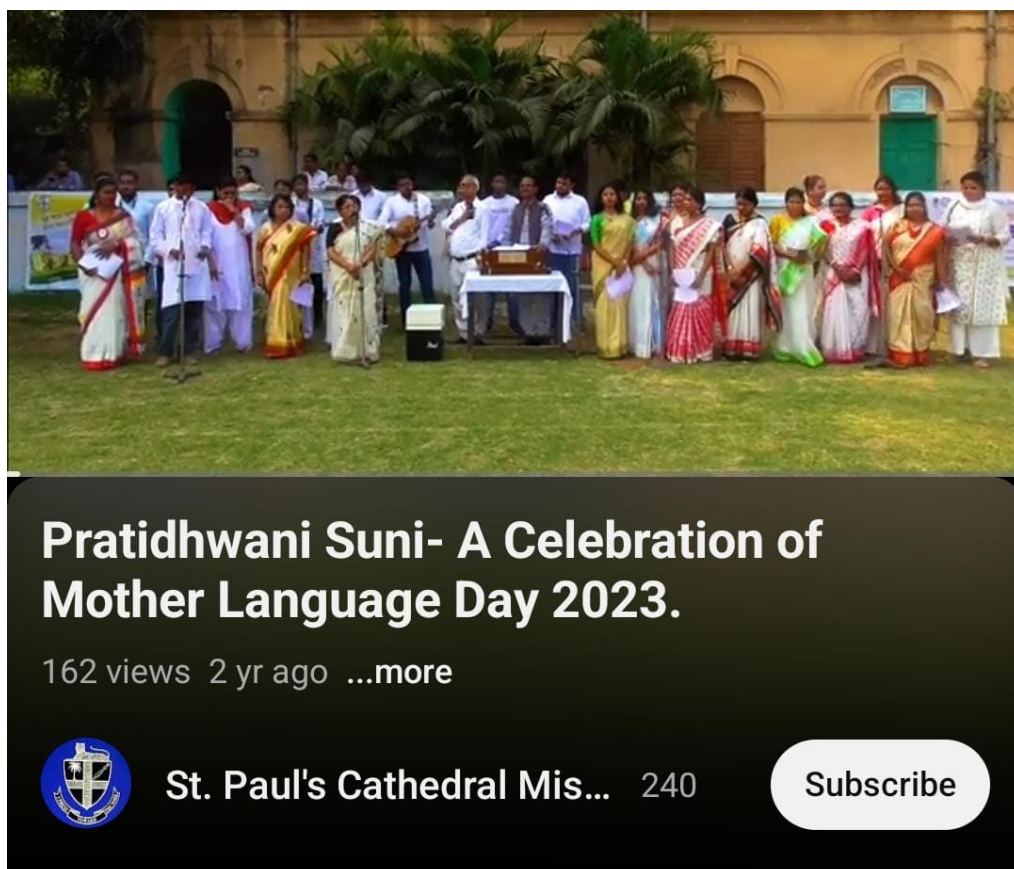 Pratidhwani Suni- A Celebration of
Mother Language Day 2023.
162 views 2 yr ago ...more
St. Paul's Cathedral Mis... 240
Subscribe